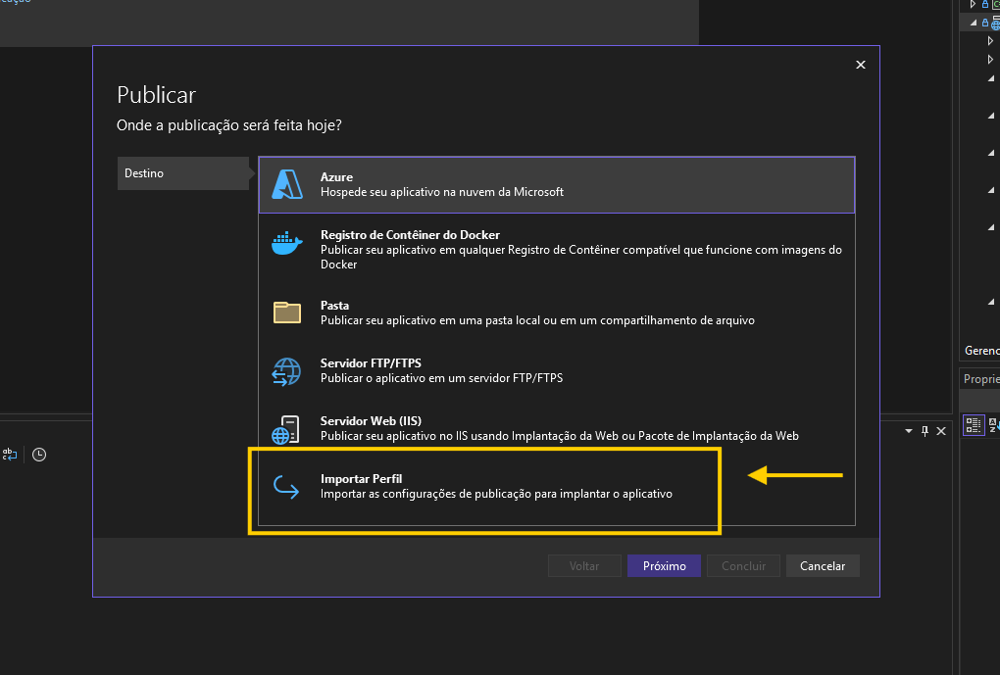 Publicar
Onde a publicação será feita hoje?
Destino
Azure
Hospede seu aplicativo na nuvem da Microsoft
Registro de Contêiner do Docker
Publicar seu aplicativo em qualquer Registro de Contêiner compatível que funcione com imagens do
Docker
Pasta
Publicar seu aplicativo em uma pasta local ou em um compartilhamento de arquivo
Servidor FTP/FTPS
Publicar o aplicativo em um servidor FTP/FTPS
Servidor Web (IIS)
Publicar seu aplicativo no IIS usando Implantação da Web ou Pacote de Implantação da Web
Importar Perfil
Importar as configurações de publicação para implantar o aplicativo
Voltar
Próximo
Concluir
Cancelar
Gerenc
Proprie